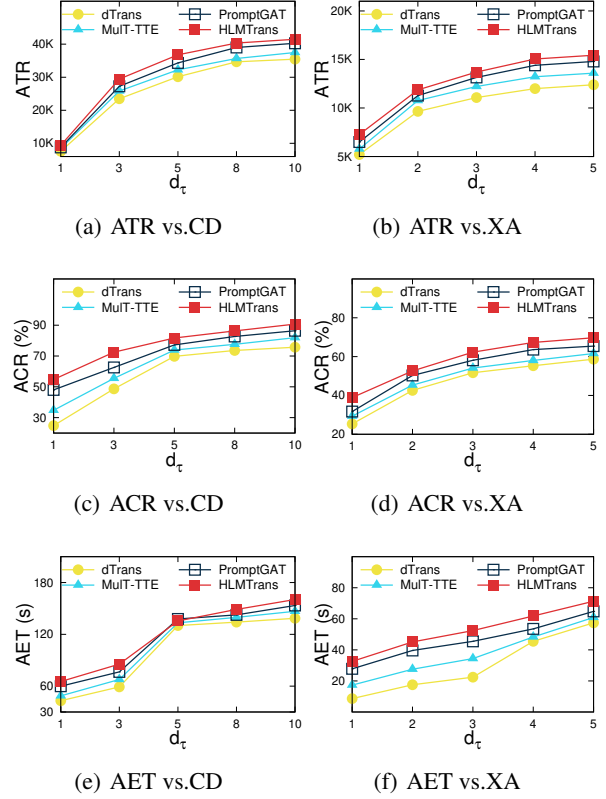 dTrans PromptGAT
MulT-TTE HLMTrans
ATR
40K
30K
20K
10K
1 3 5 8 10
dτ
(a) ATR vs.CD
dTrans PromptGAT
MulT-TTE HLMTrans
ATR
15K
10K
5K
1 2 3 4 5
dτ
(b) ATR vs.XA
dTrans PromptGAT
MulT-TTE HLMTrans
ACR (%)
90
70
50
30
1 3 5 8 10
dτ
(c) ACR vs.CD
dTrans PromptGAT
MulT-TTE HLMTrans
ACR (%)
80
60
40
20
1 2 3 4 5
dτ
(d) ACR vs.XA
dTrans PromptGAT
MulT-TTE HLMTrans
AET (s)
180
120
60
30
1 3 5 8 10
dτ
(e) AET vs.CD
dTrans PromptGAT
MulT-TTE HLMTrans
AET (s)
80
60
40
20
1 2 3 4 5
dτ
(f) AET vs.XA